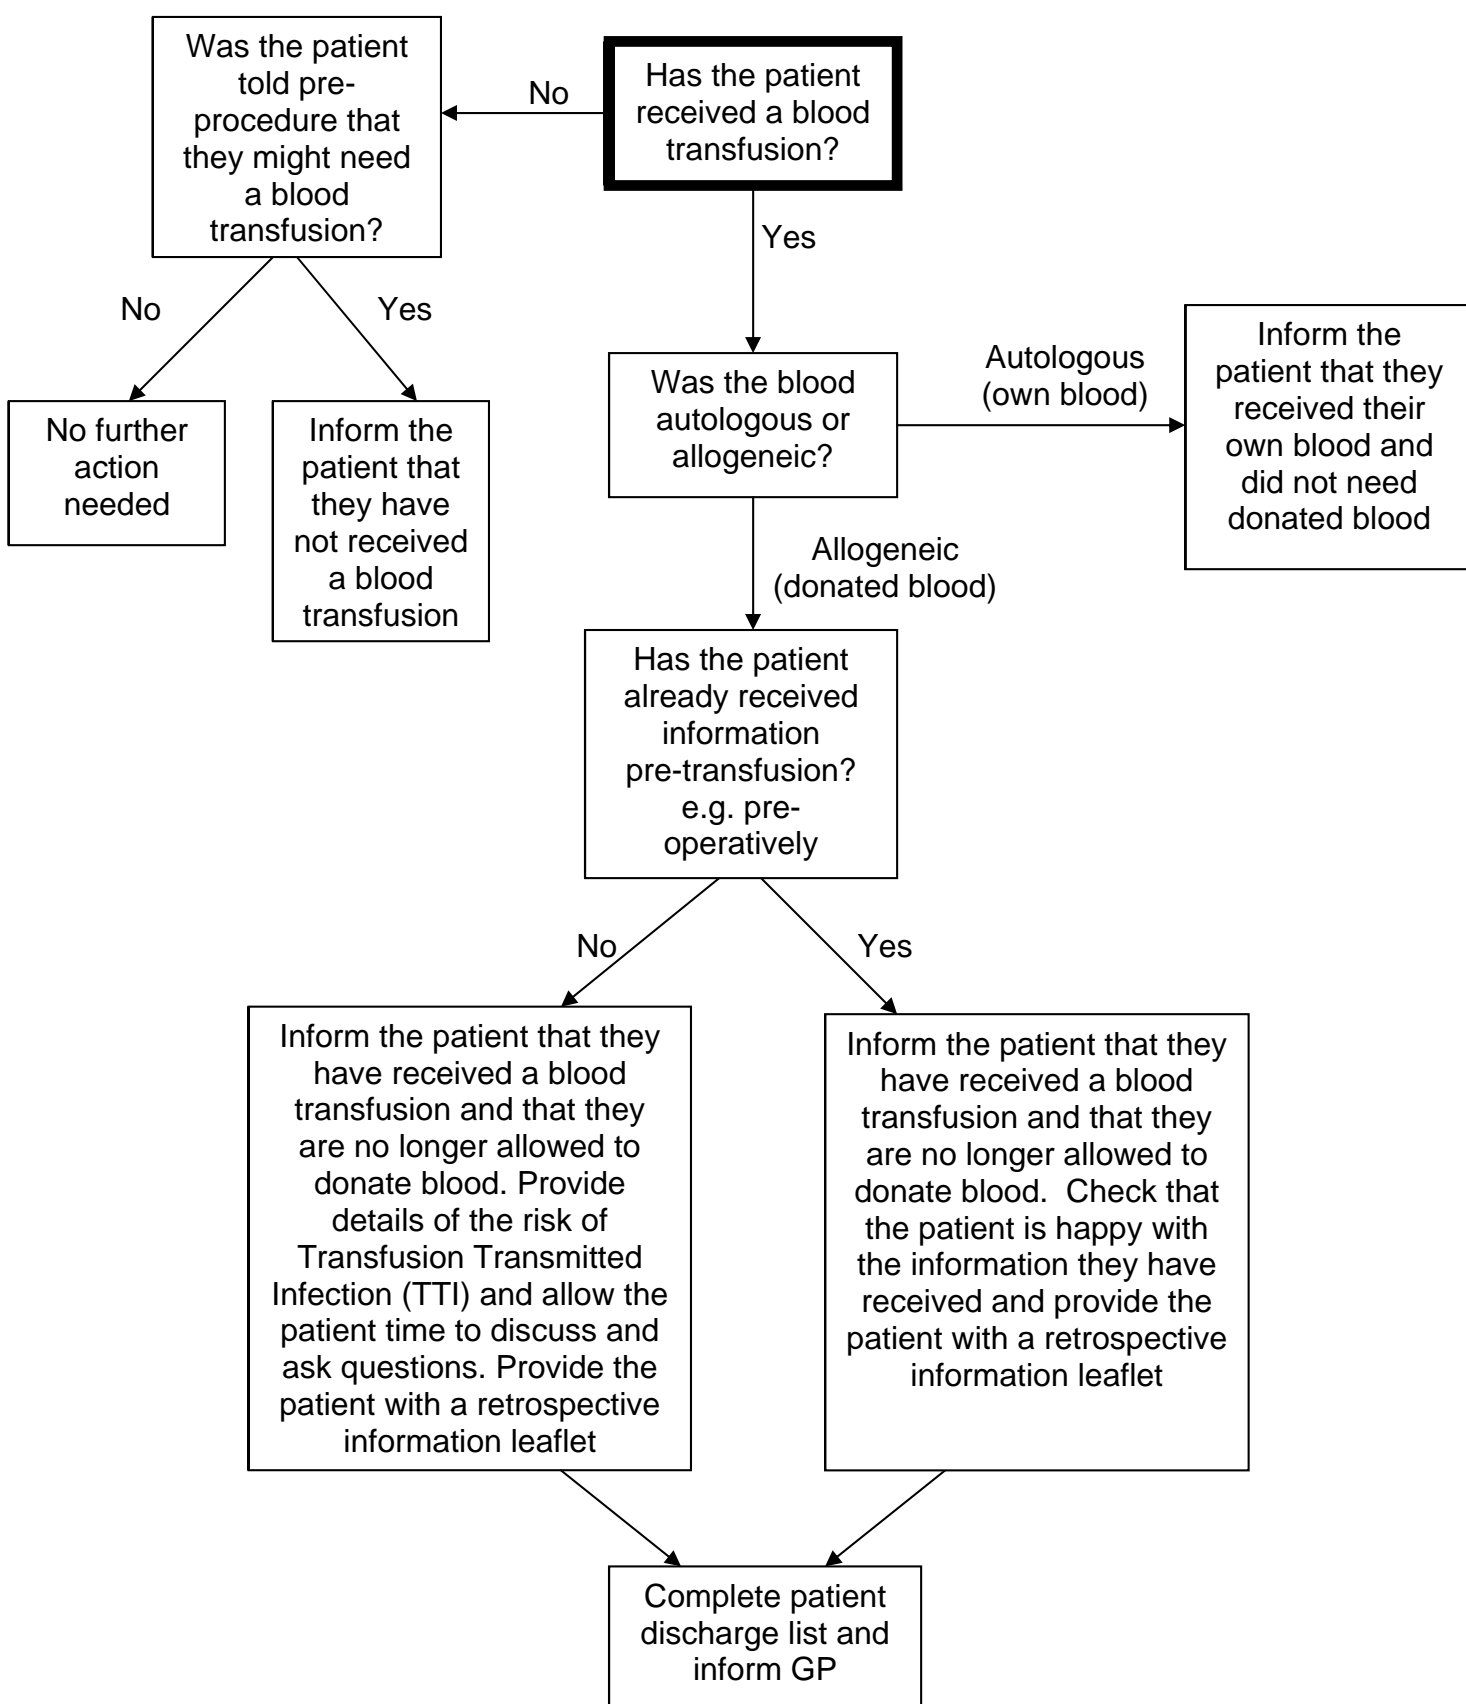 Was the patient
told pre-
procedure that
they might need
a blood
transfusion?
No
Has the patient
received a blood
transfusion?
Yes
No
Yes
No further
action
needed
Inform the
patient that
they have
not received
a blood
transfusion
Was the blood
autologous or
allogeneic?
Autologous
(own blood)
Inform the
patient that they
received their
own blood and
did not need
donated blood
Allogeneic
(donated blood)
Has the patient
already received
information
pre-transfusion?
e.g. pre-
operatively
No
Yes
Inform the patient that they
have received a blood
transfusion and that they
are no longer allowed to
donate blood. Provide
details of the risk of
Transfusion Transmitted
Infection (TTI) and allow the
patient time to discuss and
ask questions. Provide the
patient with a retrospective
information leaflet
Inform the patient that they
have received a blood
transfusion and that they
are no longer allowed to
donate blood.  Check that
the patient is happy with
the information they have
received and provide the
patient with a retrospective
information leaflet
Complete patient
discharge list and
inform GP